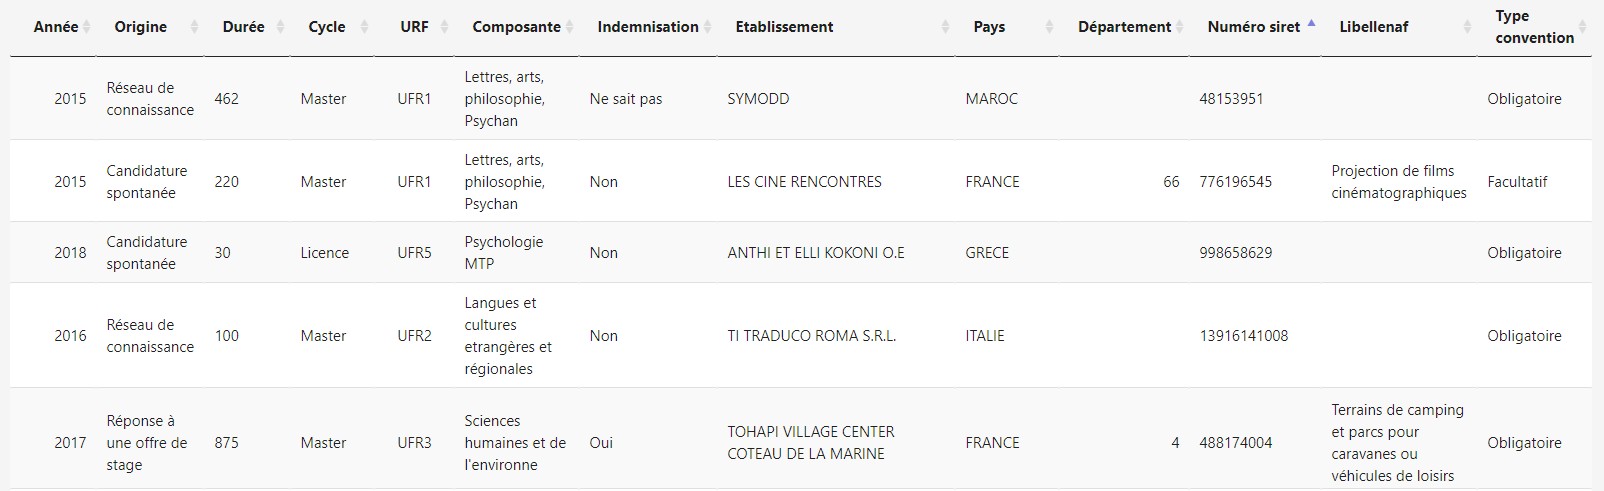 Année Origine Durée Cycle URF Composante Indemnisation Etablissement Pays Département Numéro siret Libellenaf Type convention
2015 Réseau de connaissance 462 Master UFR1 Lettres, arts, philosophie, Psychan Ne sait pas SYMODD MAROC 48153951 Obligatoire
2015 Candidature spontanée 220 Master UFR1 Lettres, arts, philosophie, Psychan Non LES CINE RENCONTRES FRANCE 66 776196545 Projection de films cinématographiques Facultatif
2018 Candidature spontanée 30 Licence UFR5 Psychologie MTP Non ANTHI ET ELLI KOKONI O.E GRECE 998658629 Obligatoire
2016 Réseau de connaissance 100 Master UFR2 Langues et cultures etrangères et régionales Non TI TRADUCO ROMA S.R.L. ITALIE 13916141008 Obligatoire
2017 Réponse à une offre de stage 875 Master UFR3 Sciences humaines et de l'environne Oui TOHAPI VILLAGE CENTER COTEAU DE LA MARINE FRANCE 4 488174004 Terrains de camping et parcs pour caravanes ou véhicules de loisirs Obligatoire